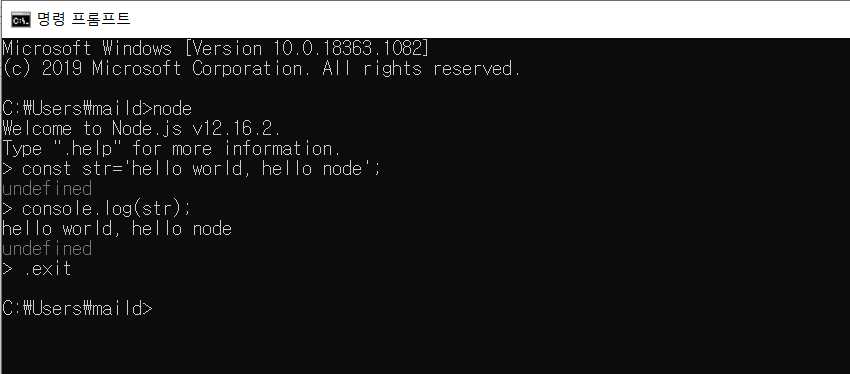 명령 프롬프트
Microsoft Windows [Version 10.0.18363.1082]
(c) 2019 Microsoft Corporation. All rights reserved.
C:₩Users₩maild>node
Welcome to Node.js v12.16.2.
Type ".help" for more information.
> const str='hello world, hello node';
undefined
> console.log(str);
hello world, hello node
undefined
> .exit
C:₩Users₩maild>